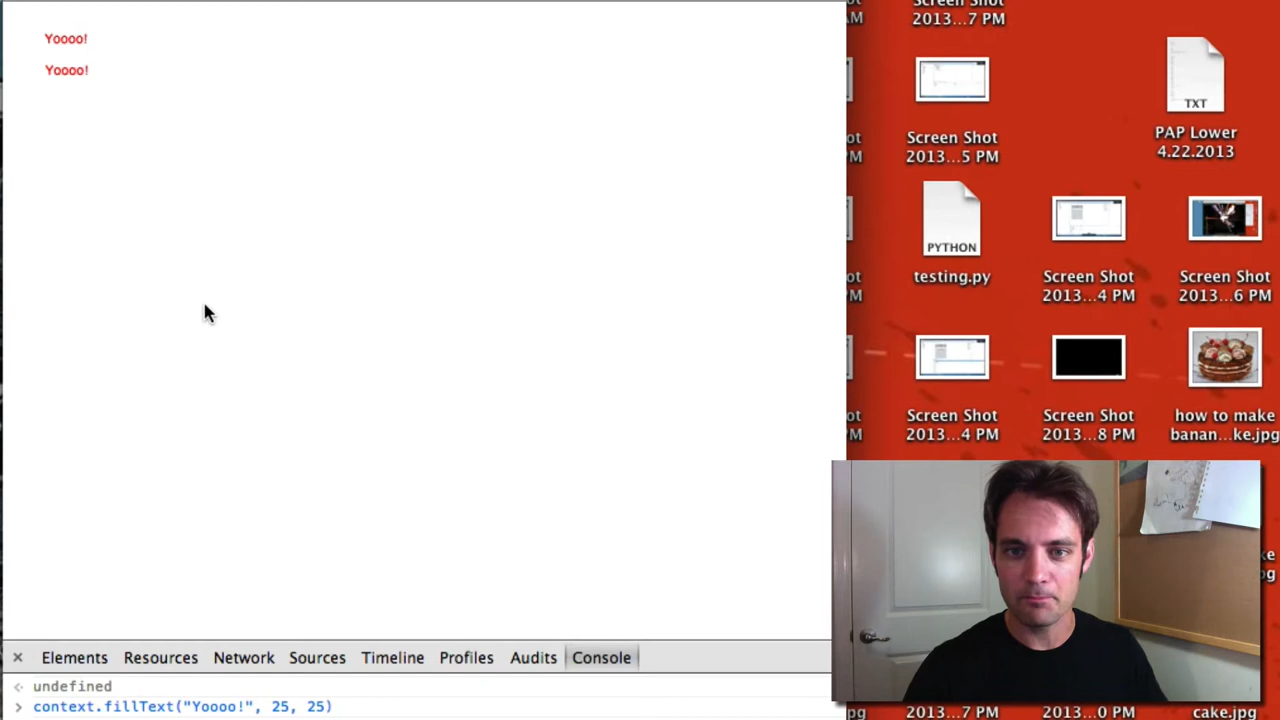 Yoooo!
Yoooo!
Screen Shot
2013...7 PM
TXT
PAP Lower
4.22.2013
Screen Shot
2013...5 PM
PYTHON
testing.py
Screen Shot
2013...4 PM
Screen Shot
2013...6 PM
Screen Shot
2013...4 PM
Screen Shot
2013...8 PM
how to make
banan...ke.jpg
Elements Resources Network Sources Timeline Profiles Audits Console
undefined
context.fillText("Yoooo!", 25, 25)
2013...7 PM
2013...0 PM
cake.jpg